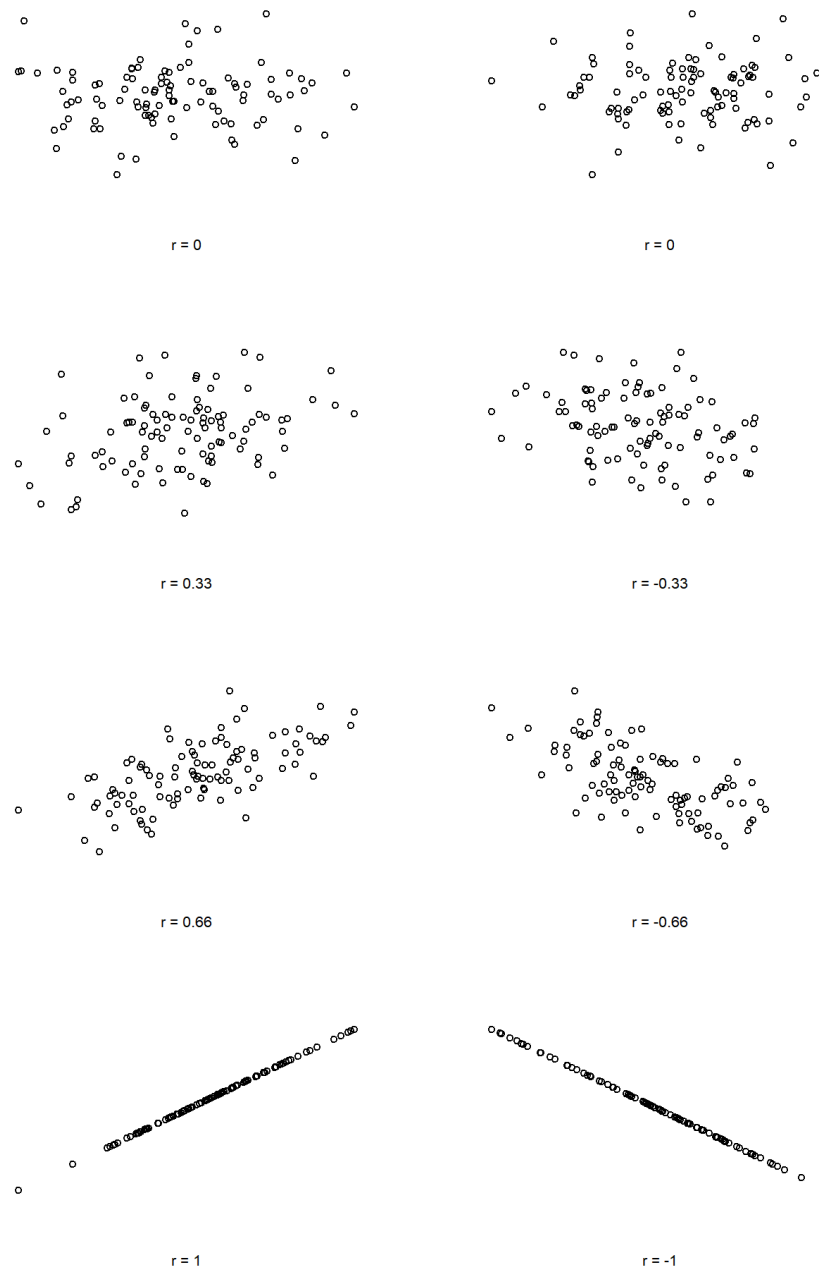 r = 0
r = 0
r = 0.33
r = -0.33
r = 0.66
r = -0.66
r = 1
r = -1